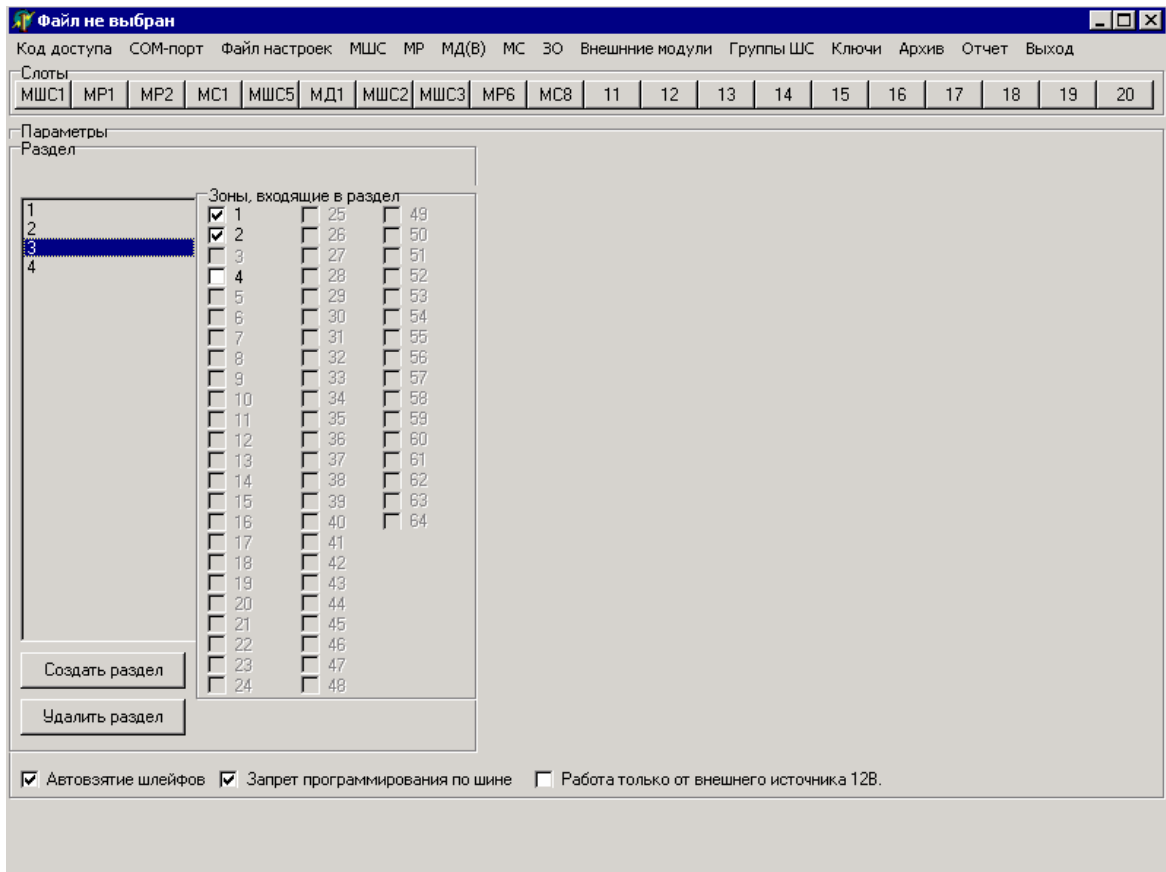 Файл не выбран
Код доступа COM-порт Файл настроек МШС МР МД(В) МС ЗО Внешнние модули Группы ШС Ключи Архив Отчет Выход
Слоты
МШС1 МР1 МР2 МС1 МШС5 МД1 МШС2 МШС3 МР6 МС8 11 12 13 14 15 16 17 18 19 20
Параметры
Раздел
1
2
3
4
Зоны, входящие в раздел
1 25 49
2 26 50
3 27 51
4 28 52
5 29 53
6 30 54
7 31 55
8 32 56
9 33 57
10 34 58
11 35 59
12 36 60
13 37 61
14 38 62
15 39 63
16 40 64
17 41
18 42
19 43
20 44
21 45
22 46
23 47
24 48
Создать раздел
Удалить раздел
Автовзятие шлейфов Запрет программирования по шине Работа только от внешнего источника 12В.